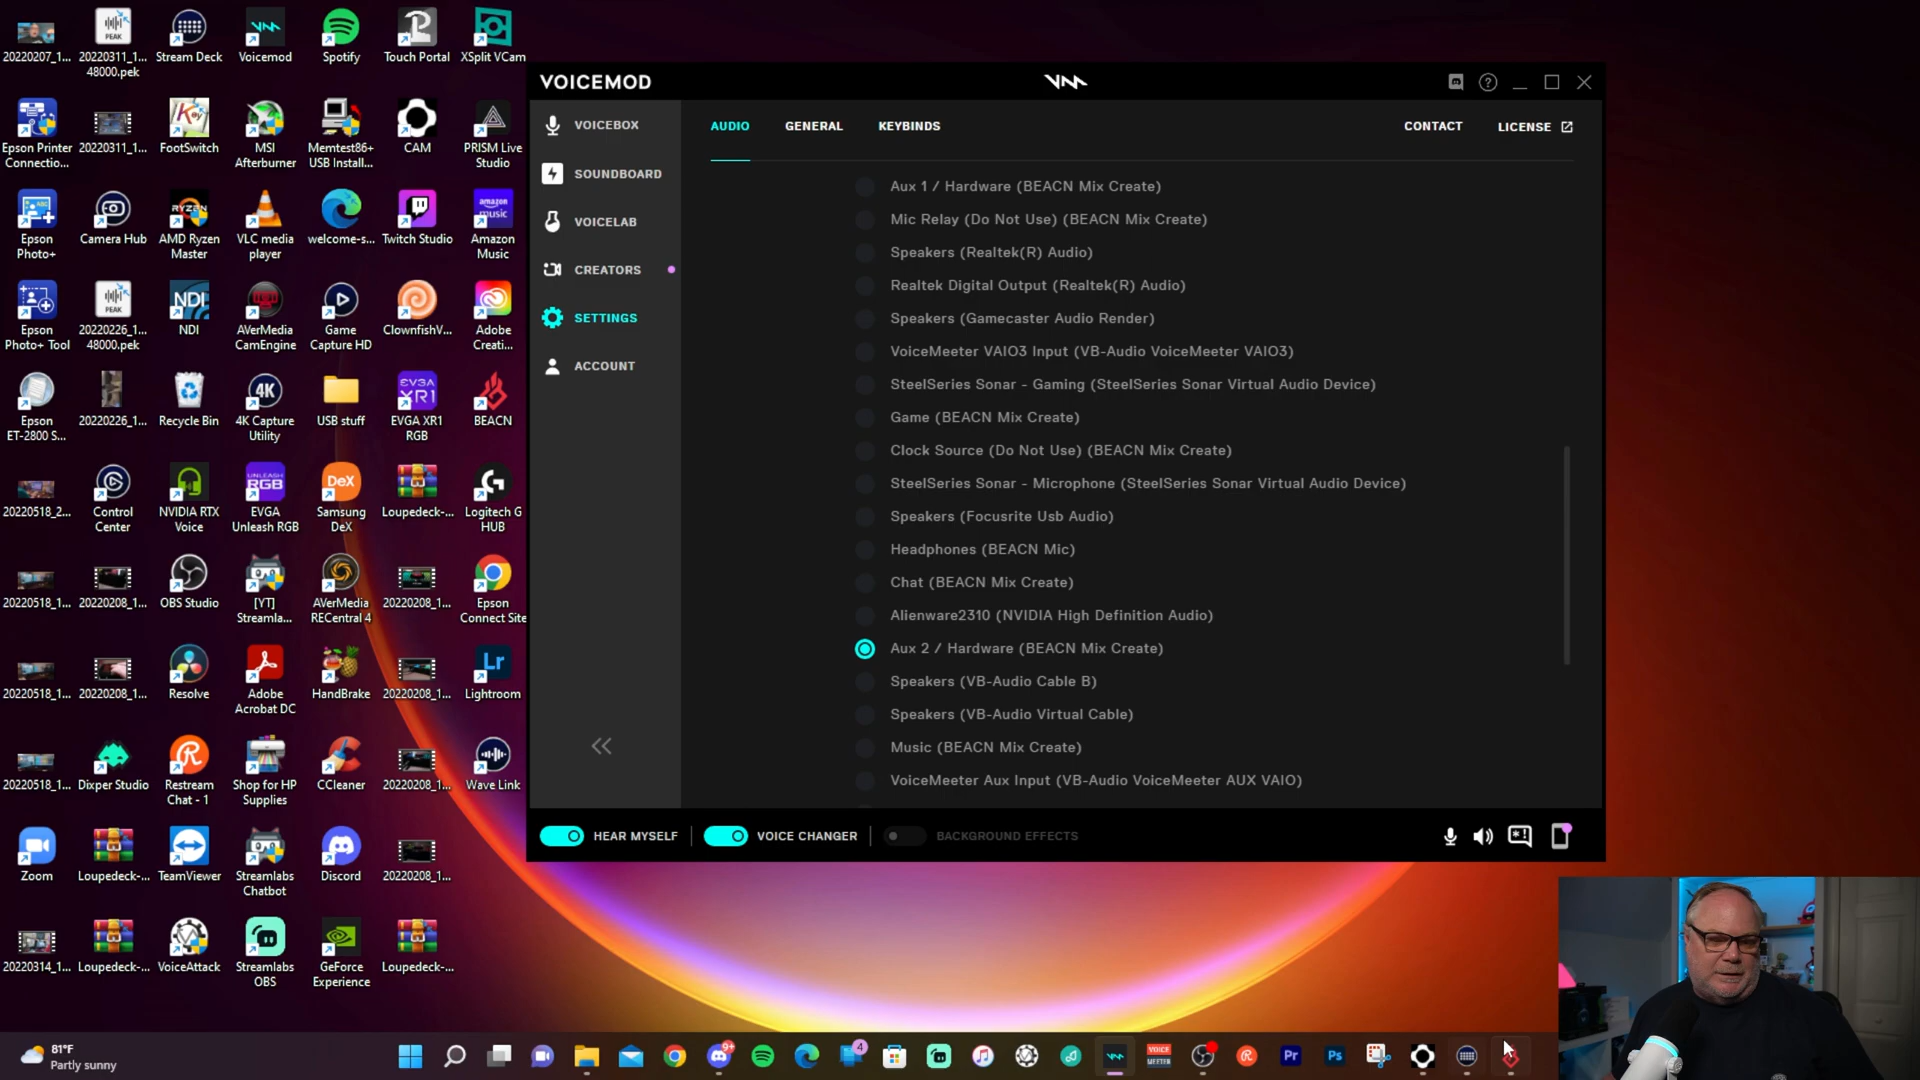 20220207_1...
20220311_1...
48000.pek
Stream Deck
Voicemod
Spotify
Touch Portal
XSplit VCam
Epson Printer
Connectio...
20220311_1...
FootSwitch
MSI
Afterburner
Memtest86+
USB Install...
CAM
PRISM Live
Studio
Epson
Photo+
Camera Hub
AMD Ryzen
Master
VLC media
player
welcome-s...
Twitch Studio
Amazon
Music
Epson
Photo+ Tool
20220226_1...
48000.pek
NDI
AVerMedia
CamEngine
Game
Capture HD
ClownfishV...
Adobe
Creati...
Epson
ET-2800 S...
20220226_1...
Recycle Bin
4K Capture
Utility
USB stuff
EVGA XR1
RGB
BEACN
20220518_2...
Control
Center
NVIDIA RTX
Voice
EVGA
Unleash RGB
Samsung
DeX
Loupedeck-...
Logitech G
HUB
20220518_1...
20220208_1...
OBS Studio
[YT]
Streamla...
AVerMedia
RECentral 4
20220208_1...
Epson
Connect Site
20220518_1...
20220208_1...
Resolve
Adobe
Acrobat DC
HandBrake
20220208_1...
Lightroom
20220518_1...
Dixper Studio
Restream
Chat - 1
Shop for HP
Supplies
CCleaner
20220208_1...
Wave Link
Zoom
Loupedeck-...
TeamViewer
Streamlabs
Chatbot
Discord
20220208_1...
20220314_1...
Loupedeck-...
VoiceAttack
Streamlabs
OBS
GeForce
Experience
Loupedeck-...
VOICEMOD
VOICEBOX
SOUNDBOARD
VOICELAB
CREATORS
SETTINGS
ACCOUNT
AUDIO
GENERAL
KEYBINDS
CONTACT
LICENSE
Aux 1 / Hardware (BEACN Mix Create)
Mic Relay (Do Not Use) (BEACN Mix Create)
Speakers (Realtek(R) Audio)
Realtek Digital Output (Realtek(R) Audio)
Speakers (Gamecaster Audio Render)
VoiceMeeter VAIO3 Input (VB-Audio VoiceMeeter VAIO3)
SteelSeries Sonar - Gaming (SteelSeries Sonar Virtual Audio Device)
Game (BEACN Mix Create)
Clock Source (Do Not Use) (BEACN Mix Create)
SteelSeries Sonar - Microphone (SteelSeries Sonar Virtual Audio Device)
Speakers (Focusrite Usb Audio)
Headphones (BEACN Mic)
Chat (BEACN Mix Create)
Alienware2310 (NVIDIA High Definition Audio)
Aux 2 / Hardware (BEACN Mix Create)
Speakers (VB-Audio Cable B)
Speakers (VB-Audio Virtual Cable)
Music (BEACN Mix Create)
VoiceMeeter Aux Input (VB-Audio VoiceMeeter AUX VAIO)
HEAR MYSELF
VOICE CHANGER
BACKGROUND EFFECTS
81°F
Partly sunny
9+
4
VOICE
MEETER
Pr
Ps